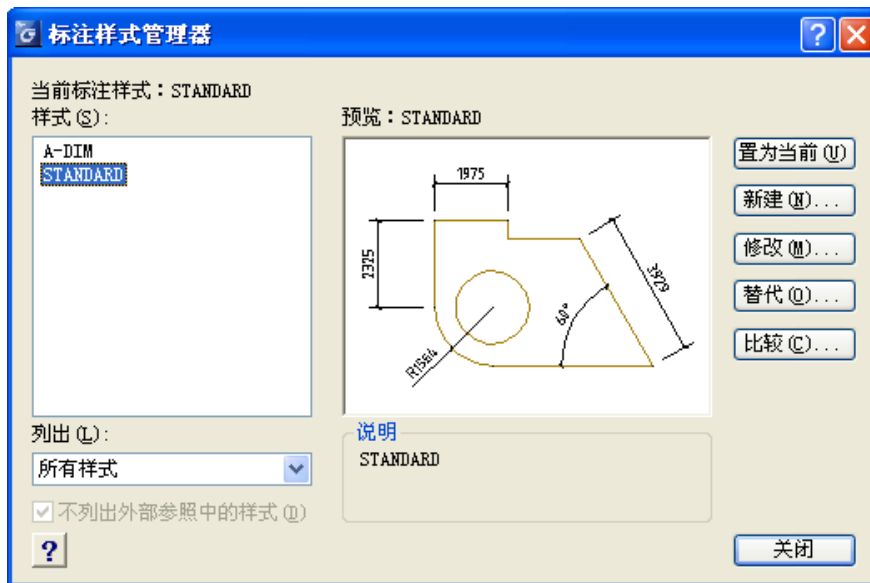 标注样式管理器
当前标注样式：STANDARD
样式(S):
预览：STANDARD
A-DIM
STANDARD
1975
2325
3929
60°
R1564
置为当前(U)
新建(N)...
修改(M)...
替代(O)...
比较(C)...
列出(L):
所有样式
不列出外部参照中的样式(D)
说明
STANDARD
关闭